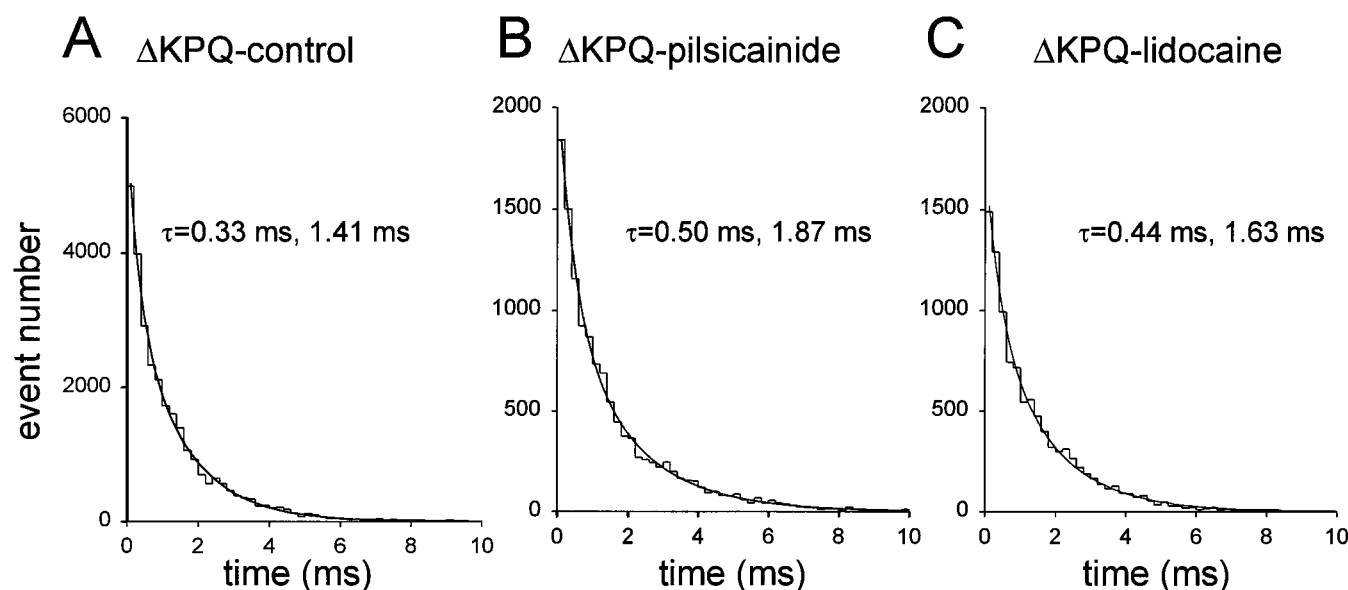 A ΔKPQ-control
6000
4000
2000
0
event number
τ=0.33 ms, 1.41 ms
0 2 4 6 8 10
time (ms)
B ΔKPQ-pilsicainide
2000
1500
1000
500
0
τ=0.50 ms, 1.87 ms
0 2 4 6 8 10
time (ms)
C ΔKPQ-lidocaine
2000
1500
1000
500
0
τ=0.44 ms, 1.63 ms
0 2 4 6 8 10
time (ms)